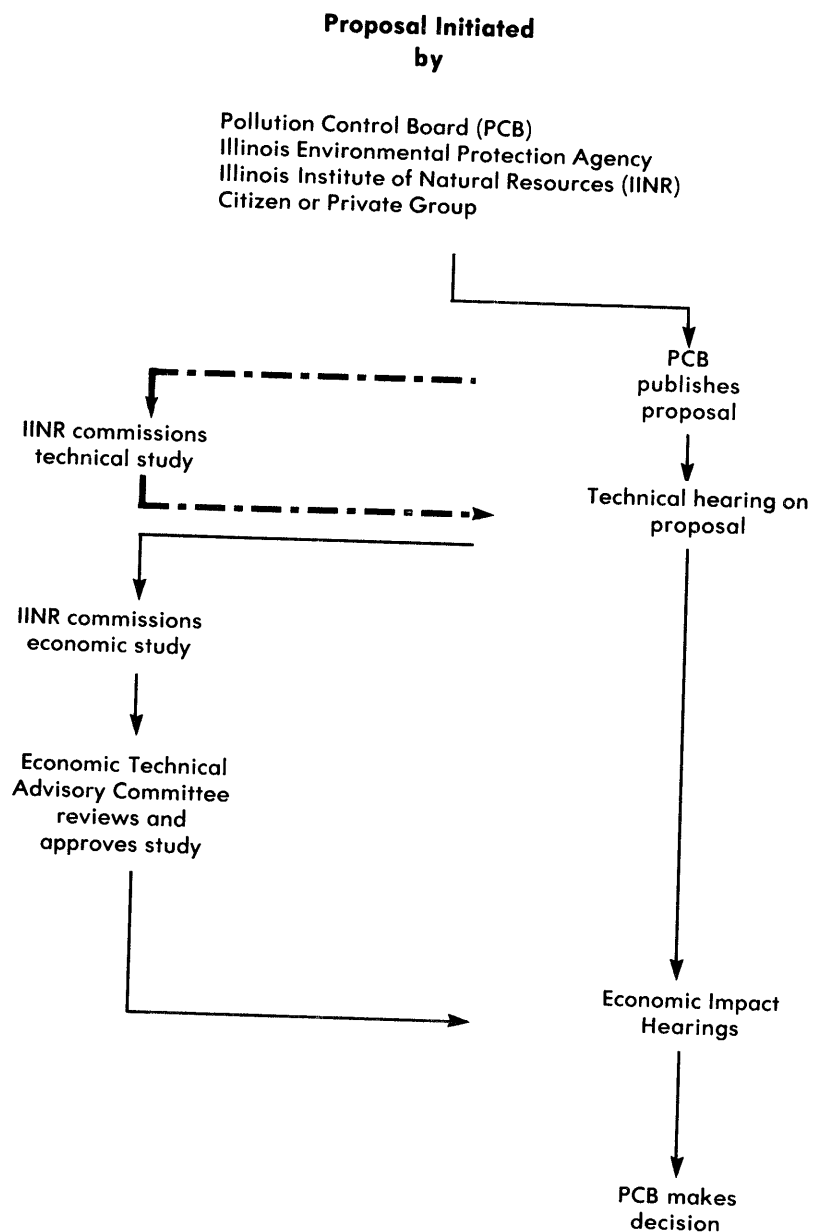 Proposal Initiated
by
Pollution Control Board (PCB)
Illinois Environmental Protection Agency
Illinois Institute of Natural Resources (IINR)
Citizen or Private Group
PCB
publishes
proposal
IINR commissions
technical study
Technical hearing on
proposal
IINR commissions
economic study
Economic Technical
Advisory Committee
reviews and
approves study
Economic Impact
Hearings
PCB makes
decision